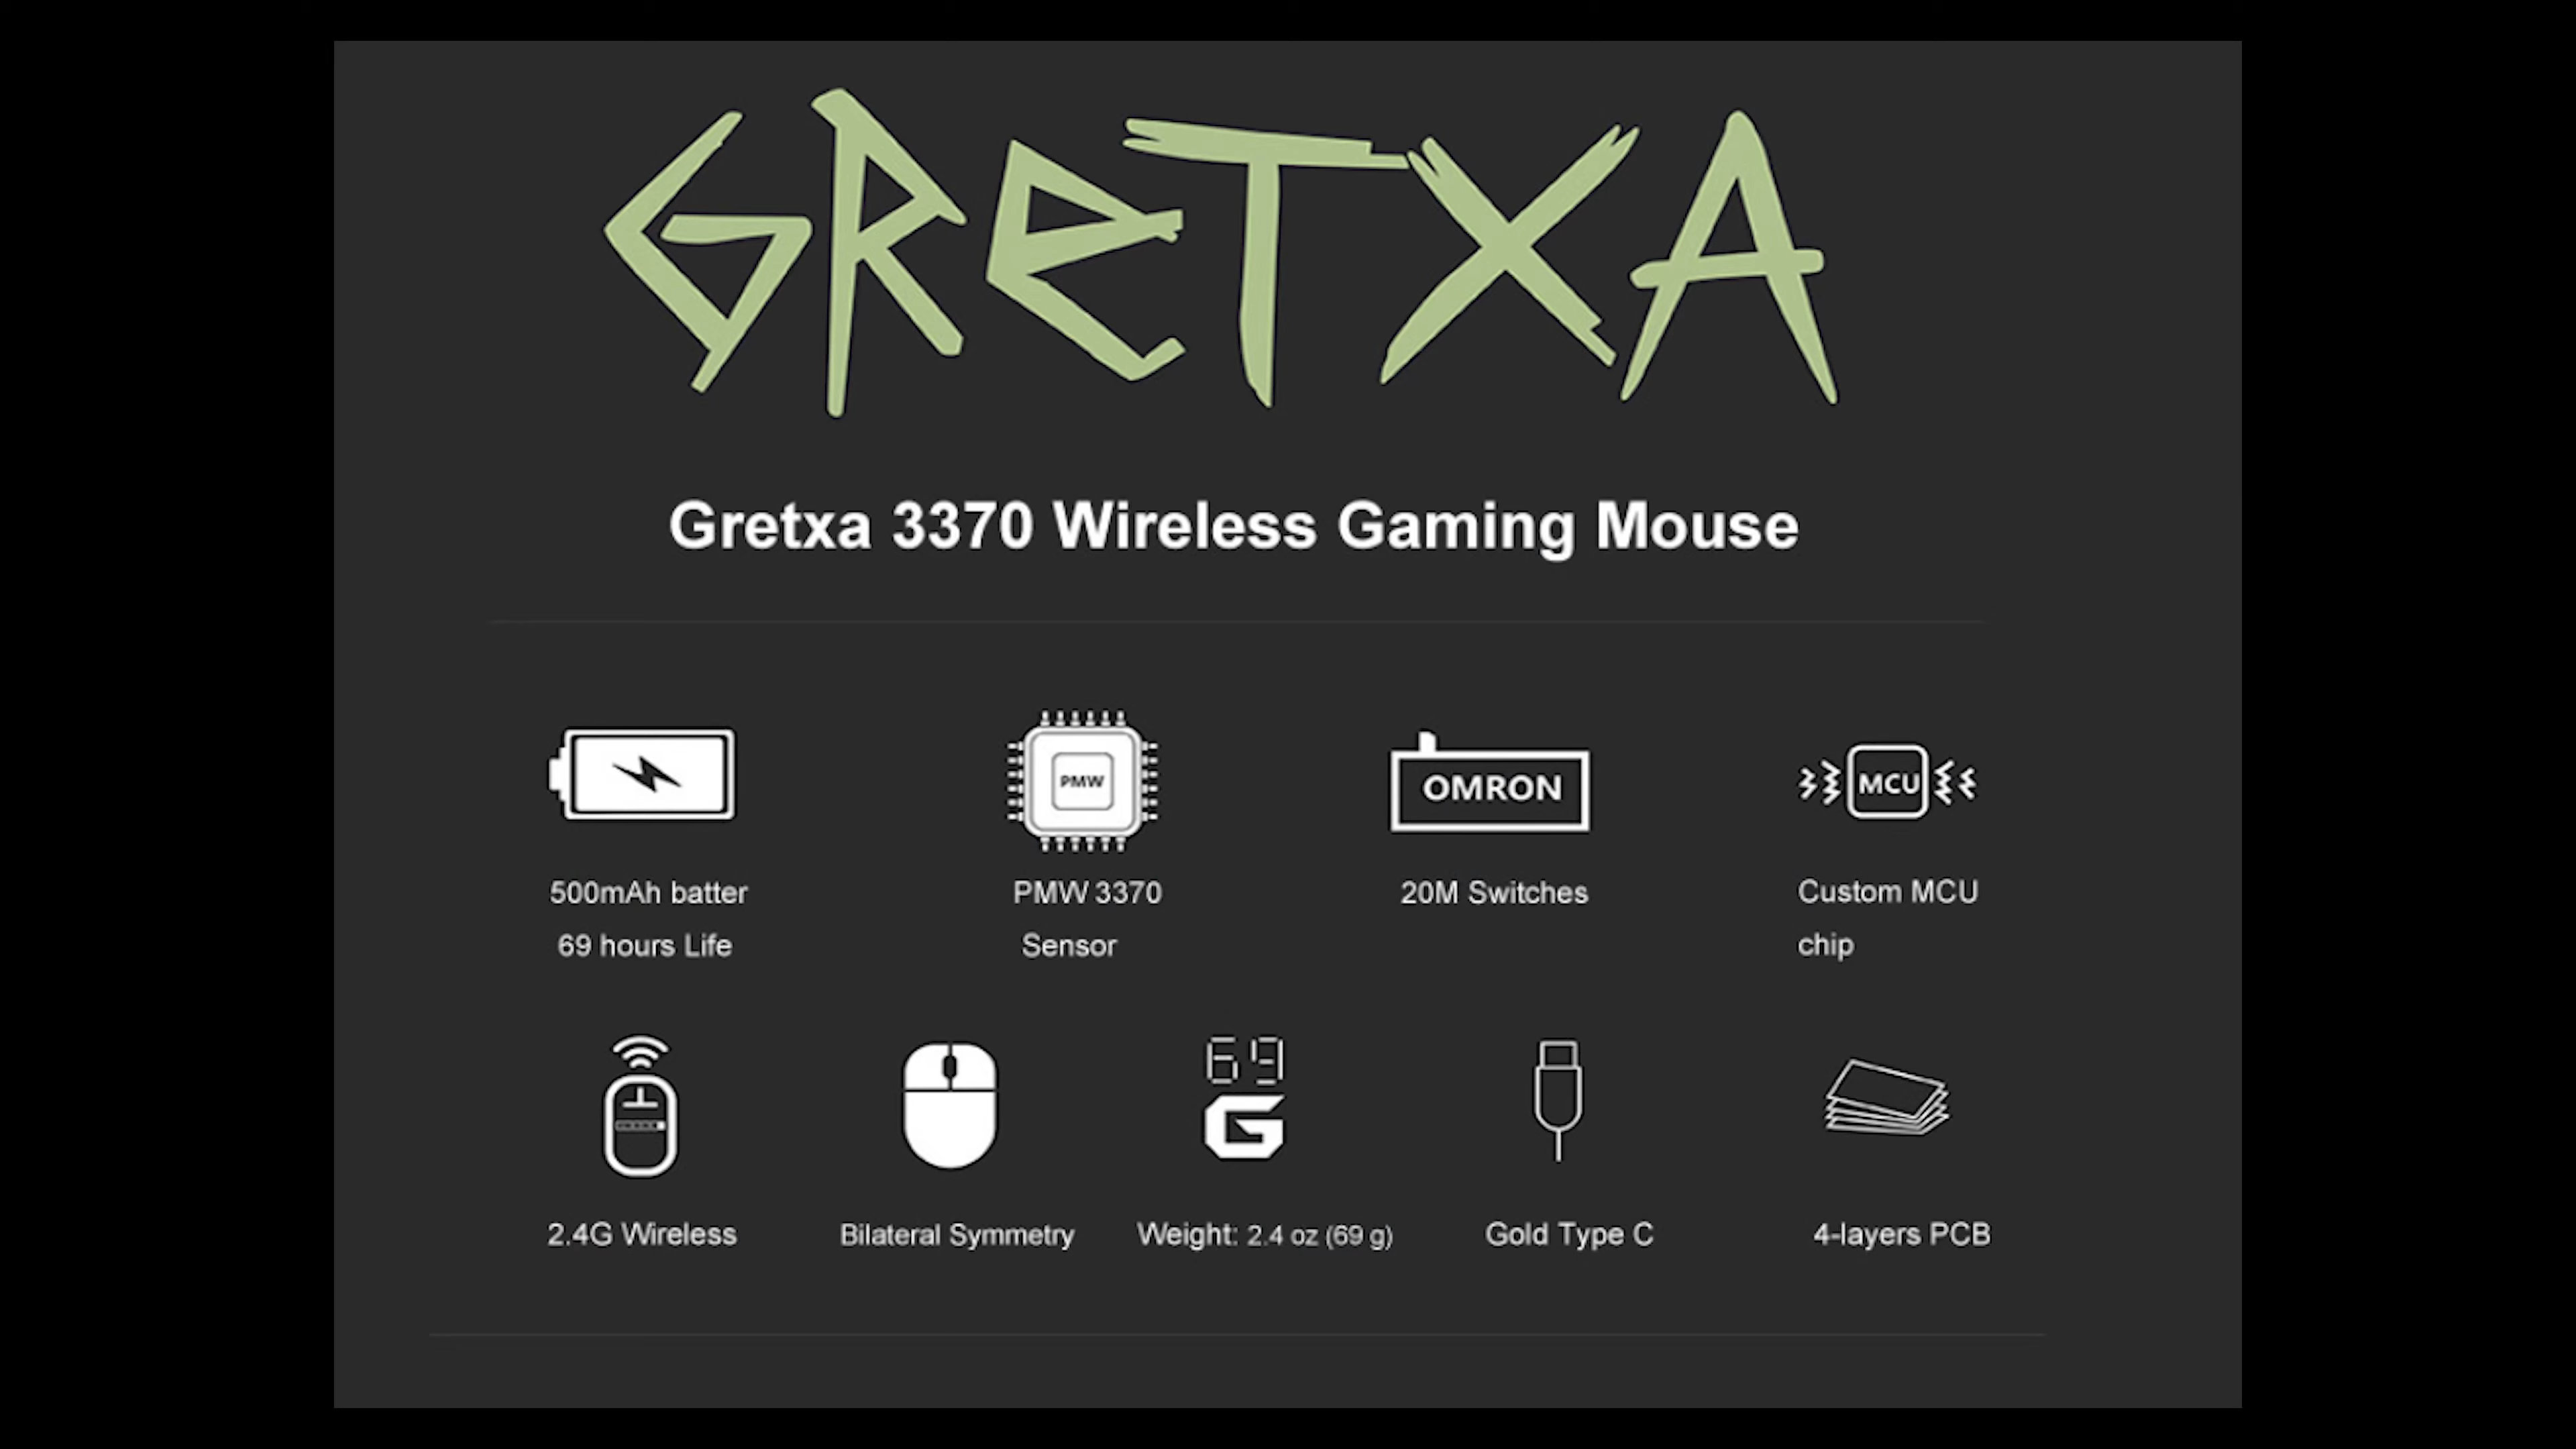 GReTXA
Gretxa 3370 Wireless Gaming Mouse
PMW
OMRON
MCU
500mAh batter
69 hours Life
PMW 3370
Sensor
20M Switches
Custom MCU
chip
69
G
2.4G Wireless
Bilateral Symmetry
Weight: 2.4 oz (69 g)
Gold Type C
4-layers PCB